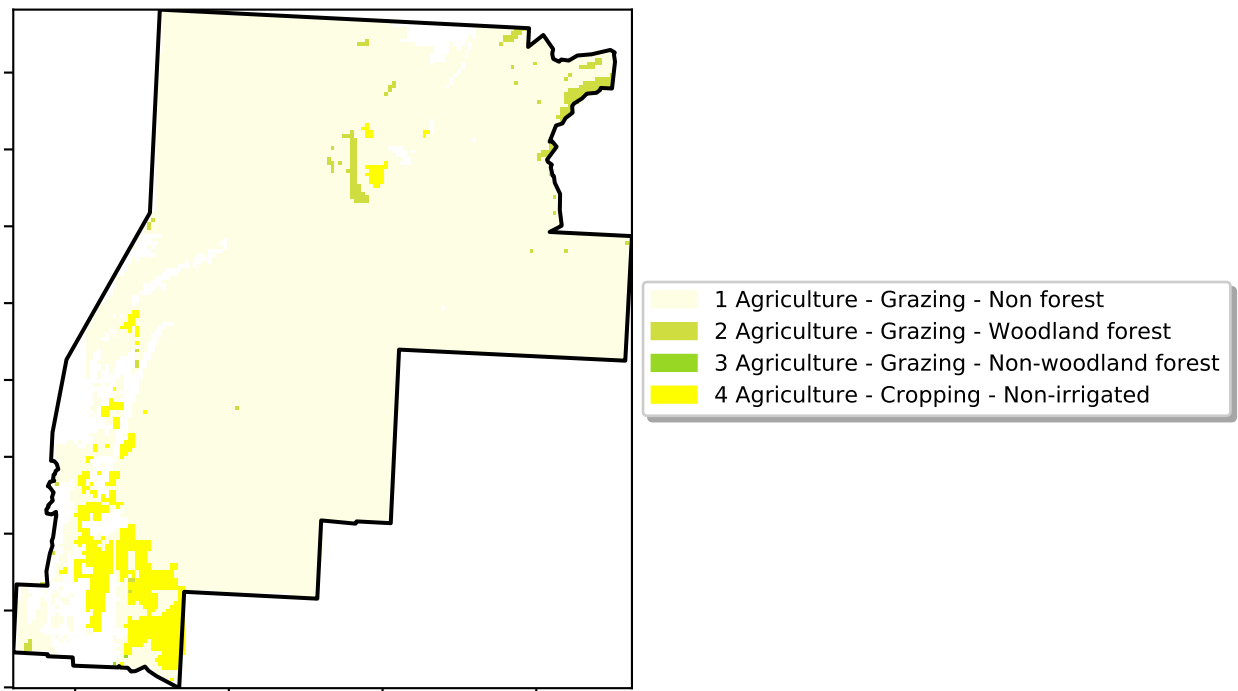 1 Agriculture - Grazing - Non forest
2 Agriculture - Grazing - Woodland forest
3 Agriculture - Grazing - Non-woodland forest
4 Agriculture - Cropping - Non-irrigated